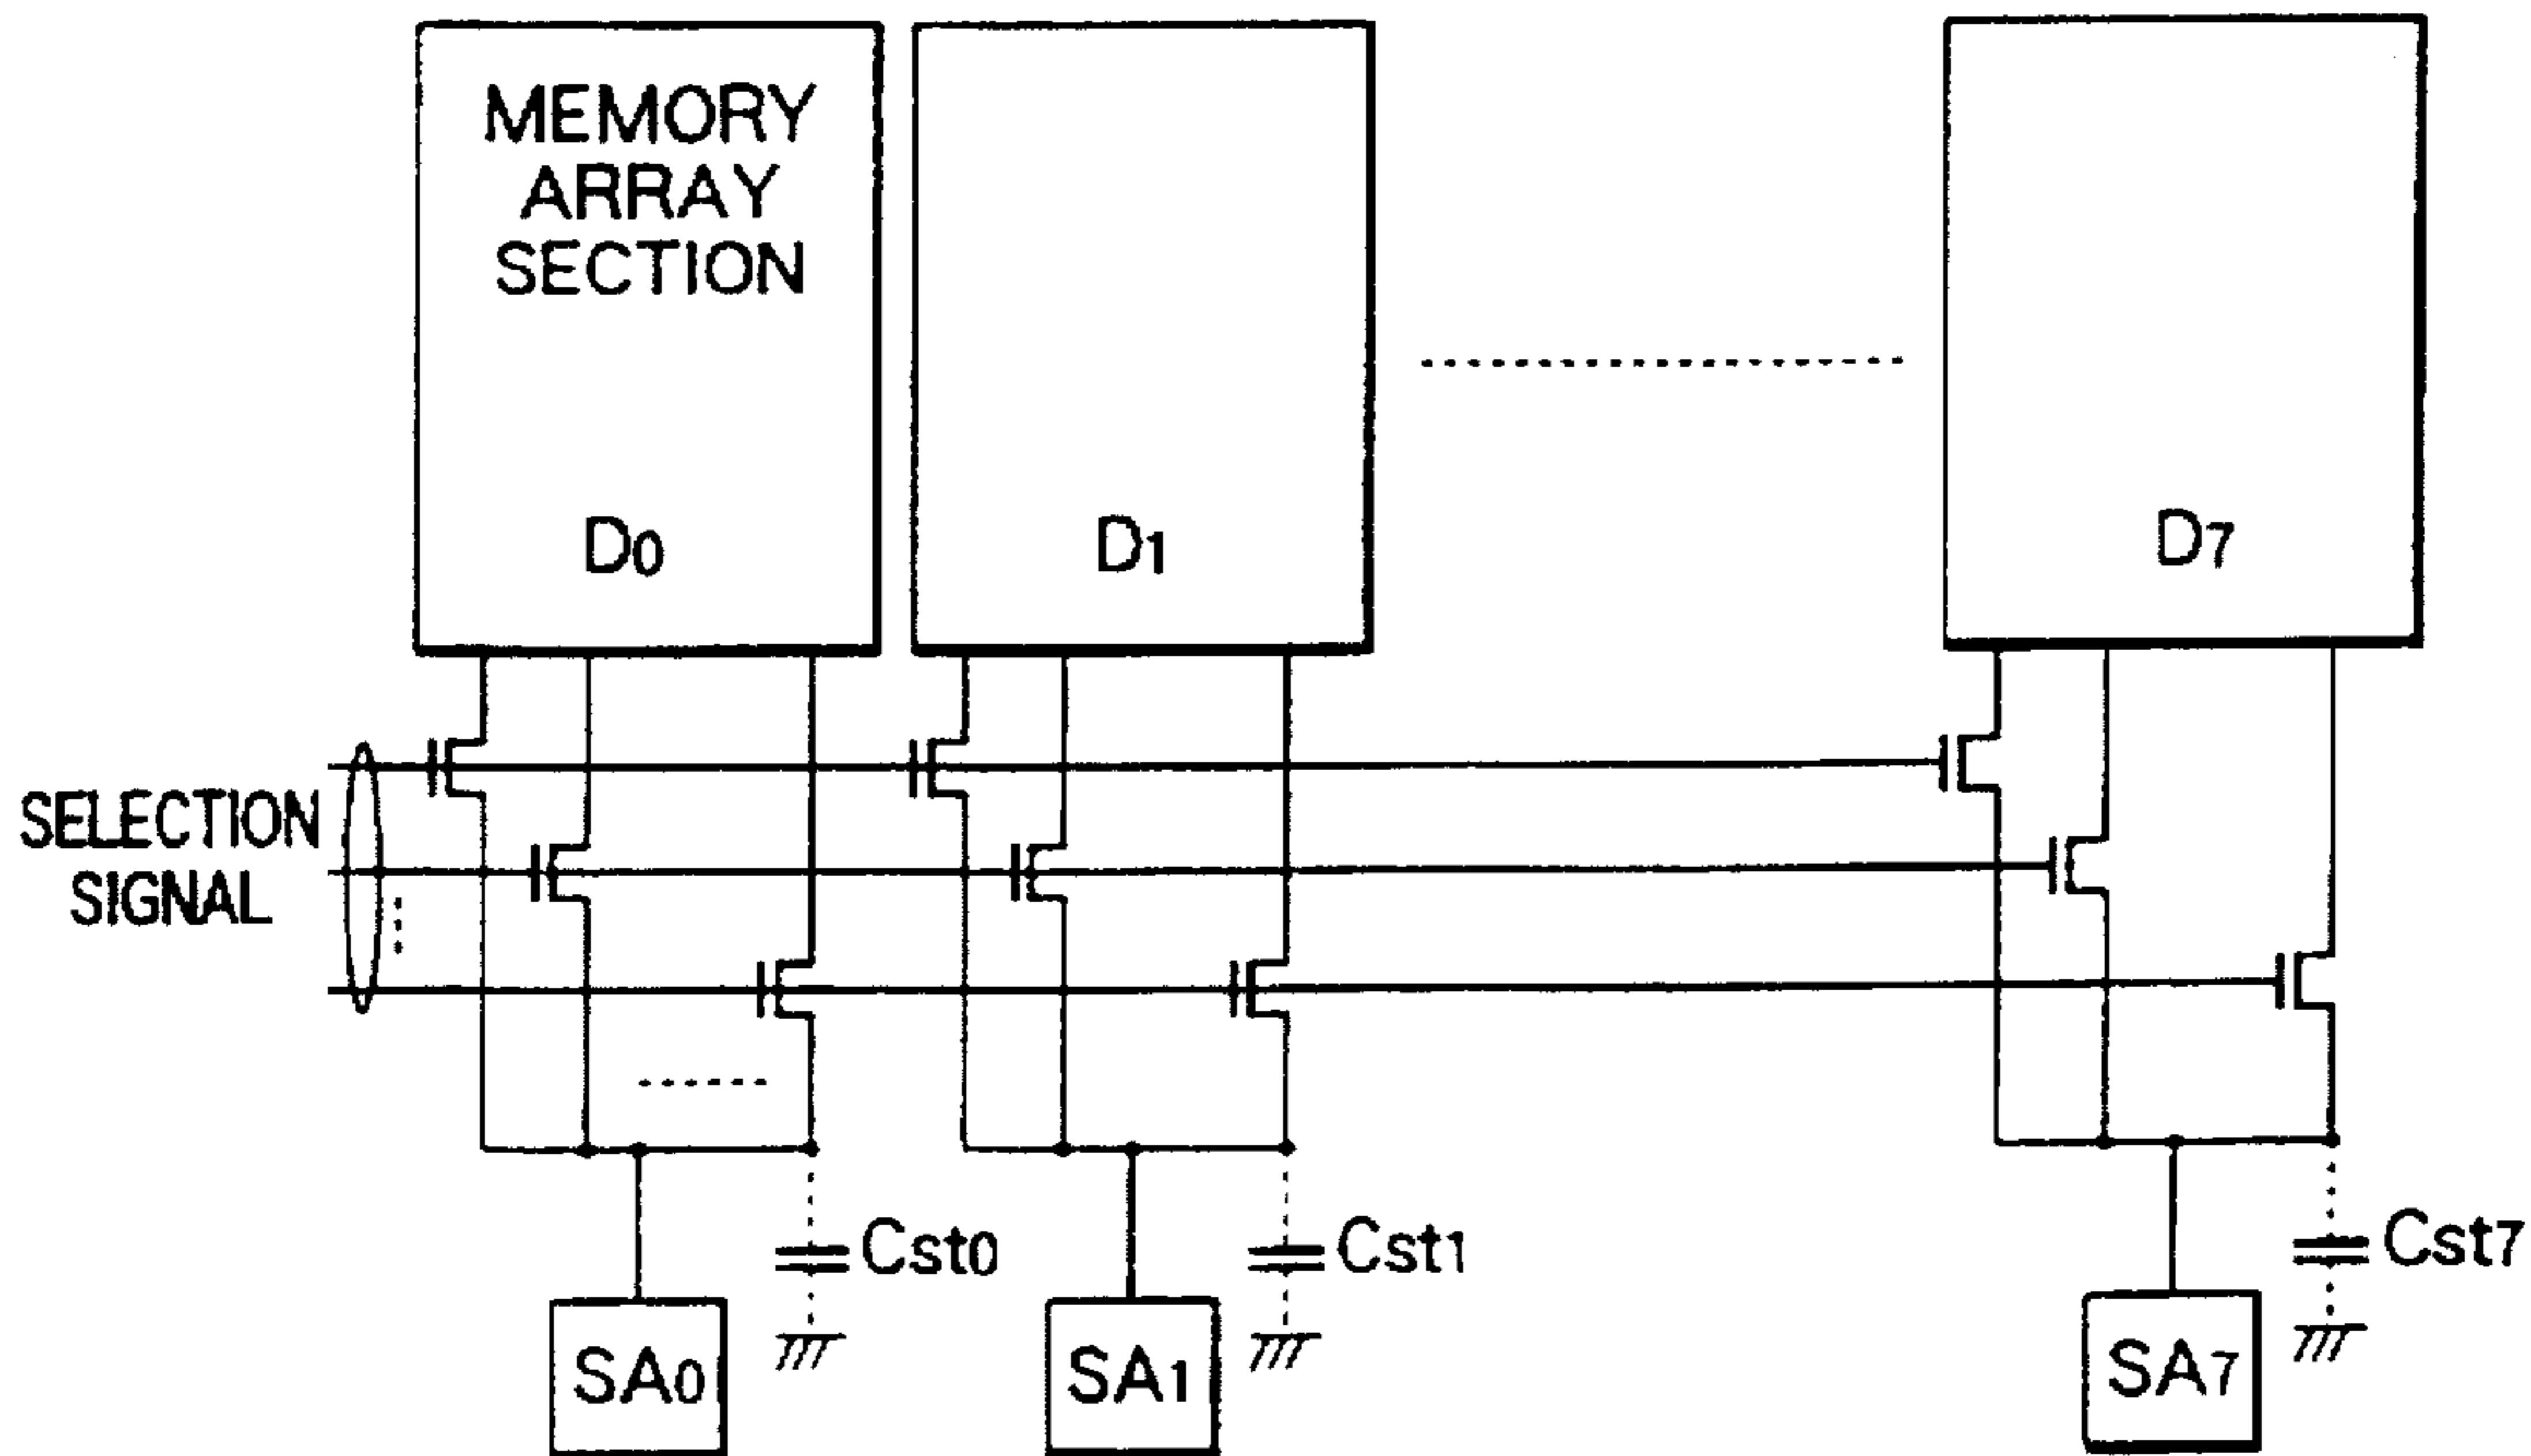 MEMORY
ARRAY
SECTION
D0
D1
D7
SELECTION
SIGNAL
Cst0
Cst1
Cst7
SA0
SA1
SA7